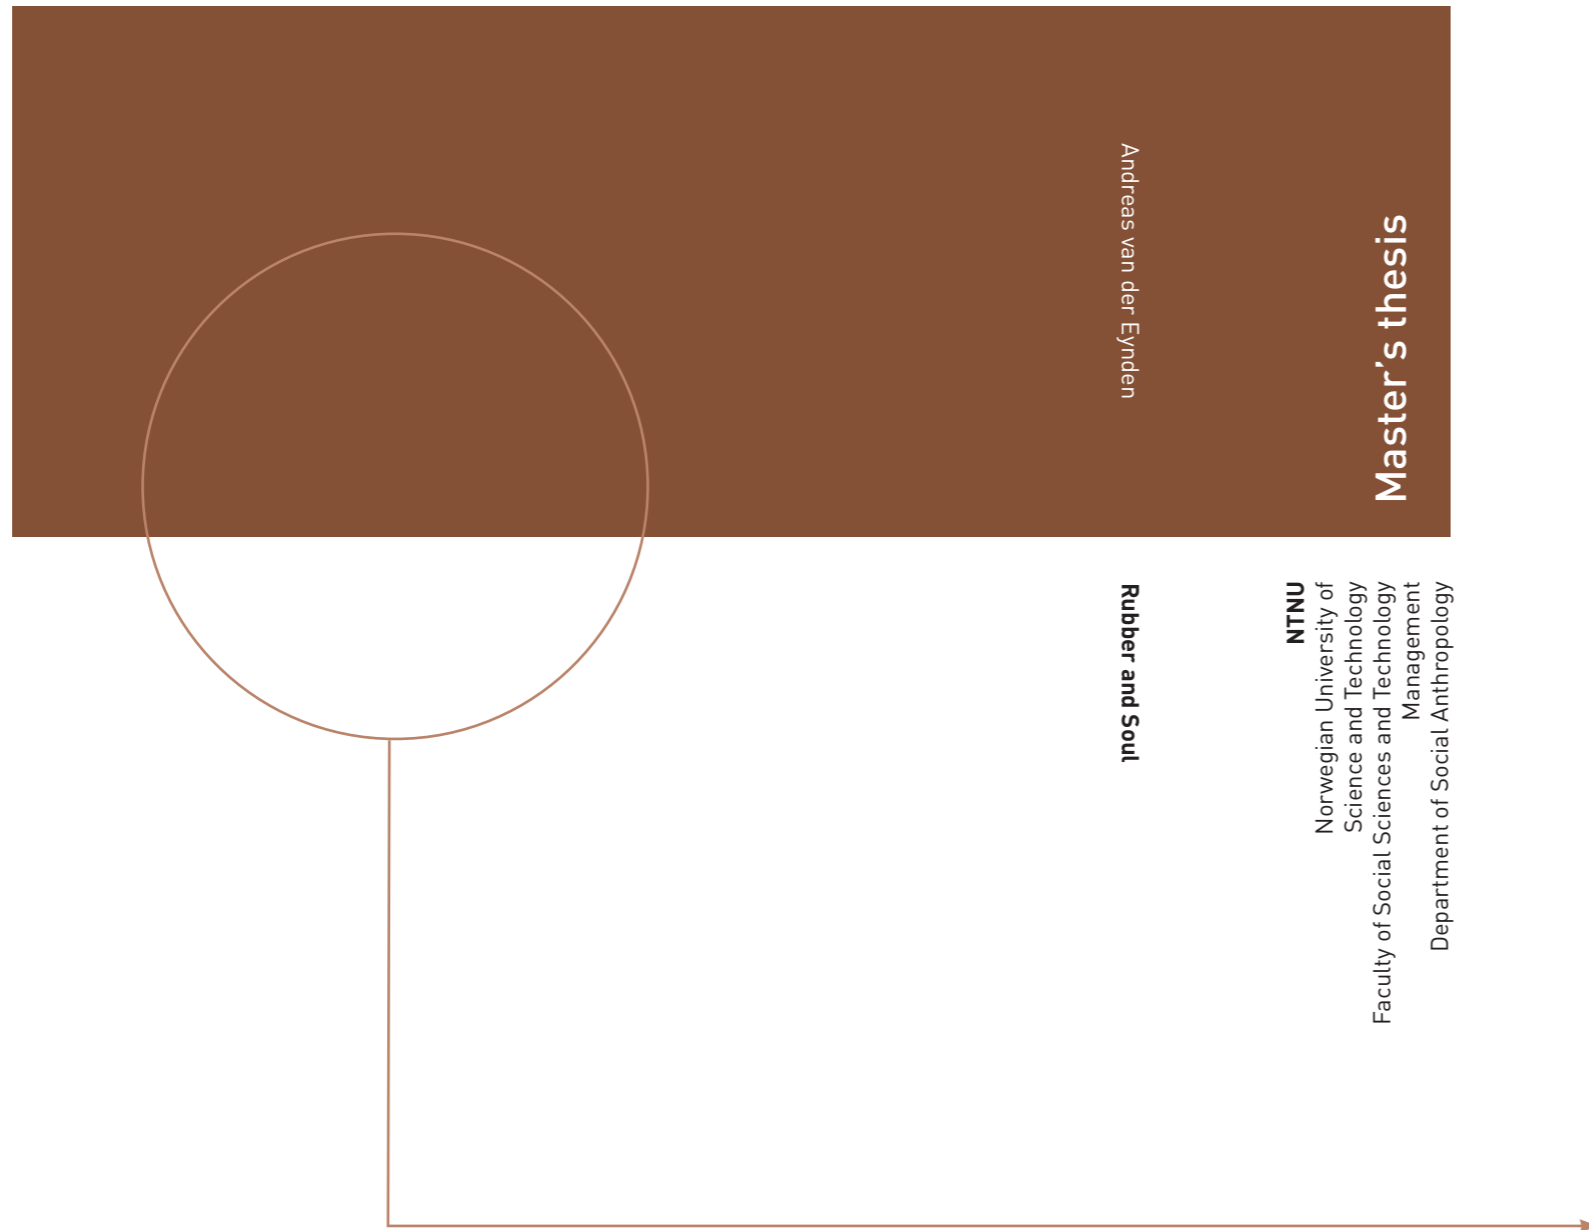 Andreas van der Eynden
Rubber and Soul
Master's thesis
NTNU
Norwegian University of
Science and Technology
Faculty of Social Sciences and Technology
Management
Department of Social Anthropology